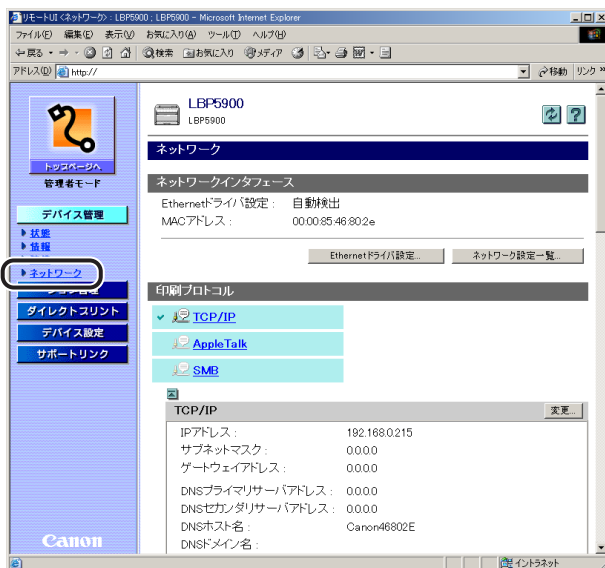 リモートUI <ネットワーク> : LBP5900 : LBP5900 - Microsoft Internet Explorer
ファイル(F) 編集(E) 表示(V) お気に入り(A) ツール(T) ヘルプ(H)
戻る 検索 お気に入り メディア
アドレス(D) http:// 移動 リンク »
トップページへ
管理者モード
デバイス管理
状態
情報
ネットワーク
ダイレクトプリント
デバイス設定
サポートリンク
Canon
LBP5900
LBP5900
ネットワーク
ネットワークインタフェース
Ethernetドライバ設定 : 自動検出
MACアドレス : 00:00:85:46:80:2e
Ethernetドライバ設定... ネットワーク設定一覧...
印刷プロトコル
TCP/IP
AppleTalk
SMB
TCP/IP 変更...
IPアドレス : 192.168.0.215
サブネットマスク : 0.0.0.0
ゲートウェイアドレス : 0.0.0.0
DNSプライマリサーバアドレス : 0.0.0.0
DNSセカンダリサーバアドレス : 0.0.0.0
DNSホスト名 : Canon46802E
DNSドメイン名 :
イントラネット